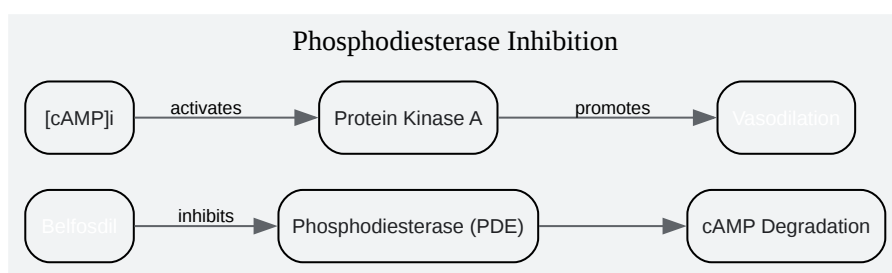 Phosphodiesterase Inhibition
[cAMP]i
activates
Protein Kinase A
promotes
Vasodilation
Belfosdil
inhibits
Phosphodiesterase (PDE)
cAMP Degradation